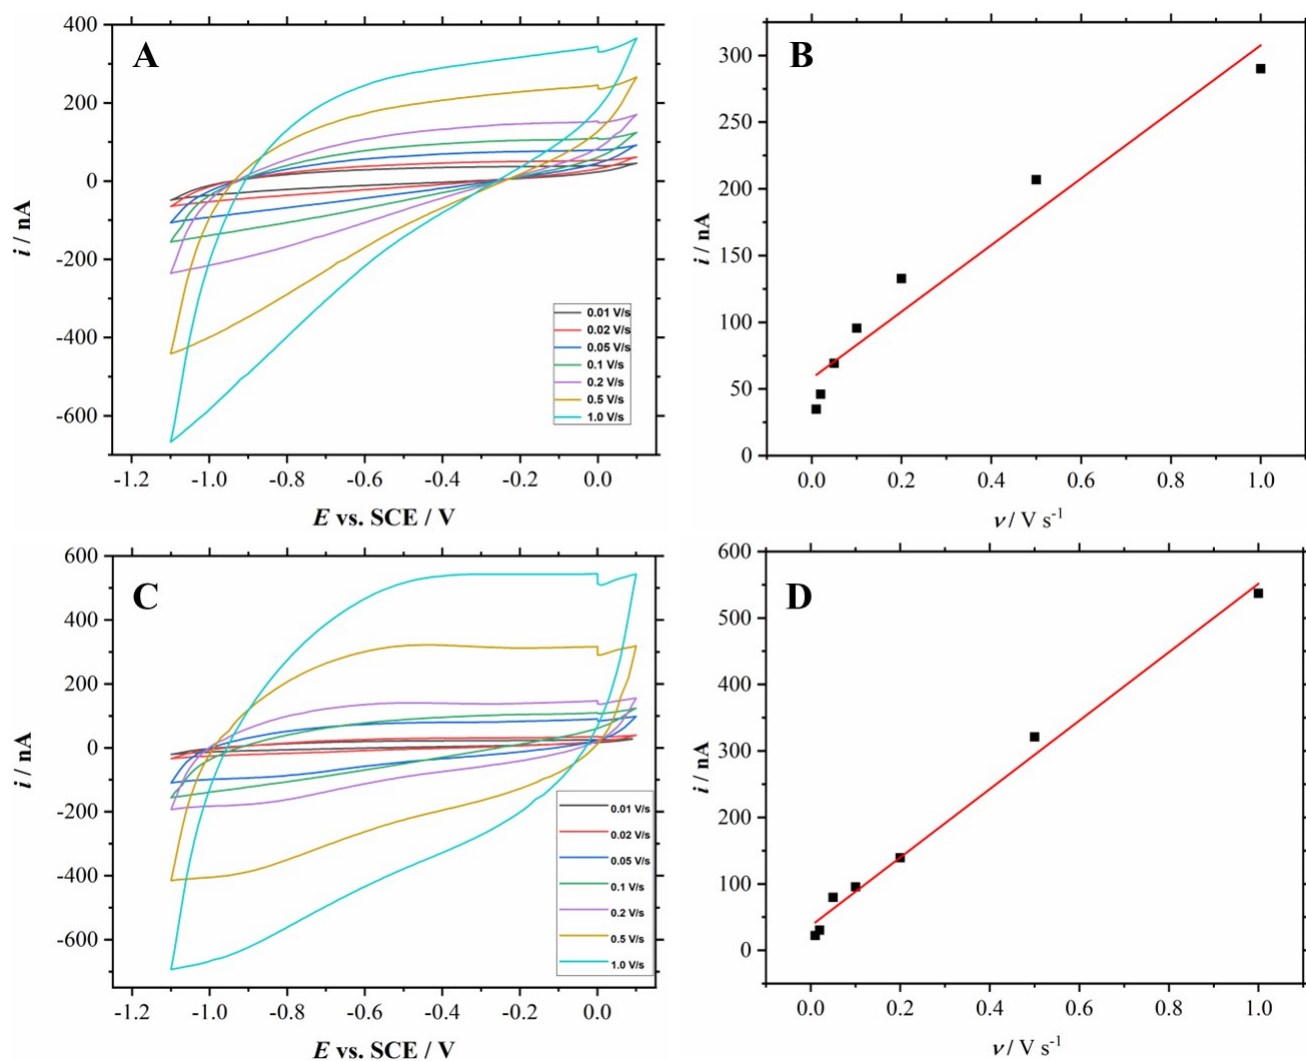 A
400
200
0
-200
-400
-600
i / nA
-1.2 -1.0 -0.8 -0.6 -0.4 -0.2 0.0
E vs. SCE / V
0.01 V/s
0.02 V/s
0.05 V/s
0.1 V/s
0.2 V/s
0.5 V/s
1.0 V/s
B
300
250
200
150
100
50
0
i / nA
0.0 0.2 0.4 0.6 0.8 1.0
ν / V s⁻¹
C
600
400
200
0
-200
-400
-600
i / nA
-1.2 -1.0 -0.8 -0.6 -0.4 -0.2 0.0
E vs. SCE / V
0.01 V/s
0.02 V/s
0.05 V/s
0.1 V/s
0.2 V/s
0.5 V/s
1.0 V/s
D
600
500
400
300
200
100
0
i / nA
0.0 0.2 0.4 0.6 0.8 1.0
ν / V s⁻¹